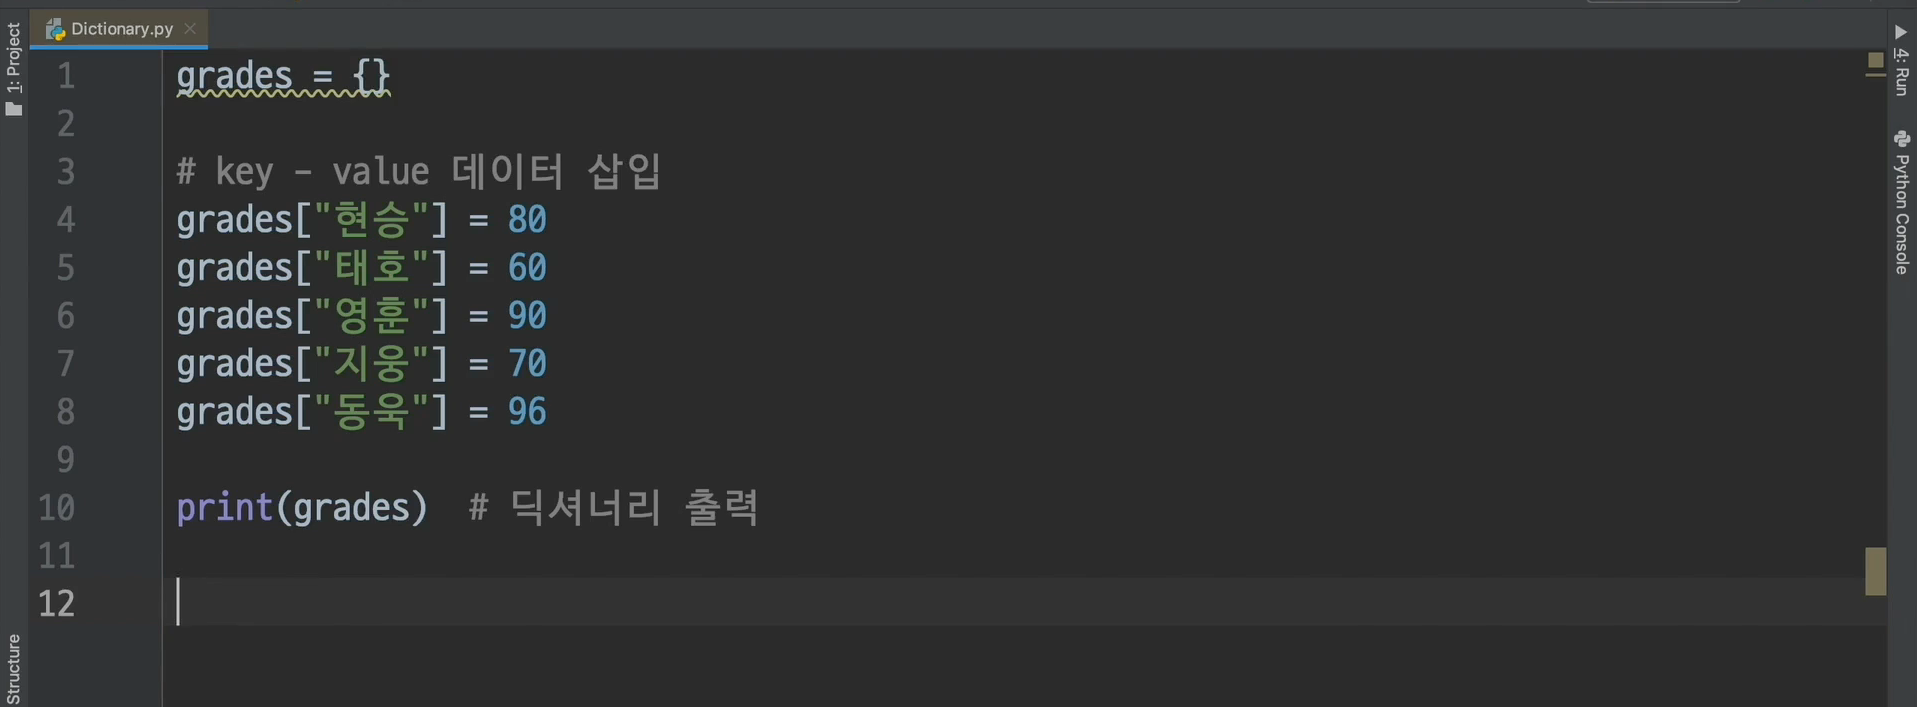 Dictionary.py
1: Project
4: Run
Python Console
Structure
1 grades = {}
2
3 # key - value 데이터 삽입
4 grades["현승"] = 80
5 grades["태호"] = 60
6 grades["영훈"] = 90
7 grades["지웅"] = 70
8 grades["동욱"] = 96
9
10 print(grades)  # 딕셔너리 출력
11
12